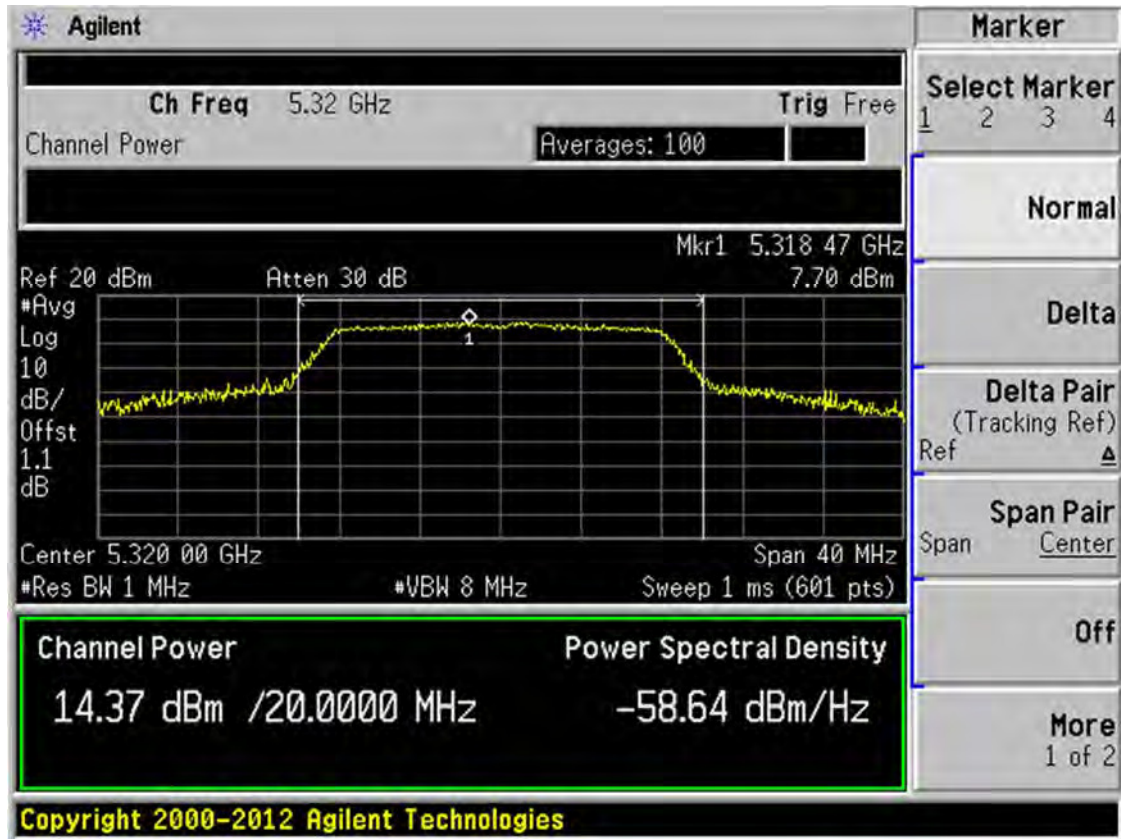 Agilent
Marker
Ch Freq 5.32 GHz Trig Free
Channel Power Averages: 100
Mkr1 5.318 47 GHz
Ref 20 dBm Atten 30 dB 7.70 dBm
#Avg
Log
10
dB/
Offst
1.1
dB
1
Center 5.320 00 GHz Span 40 MHz
#Res BW 1 MHz #VBW 8 MHz Sweep 1 ms (601 pts)
Channel Power Power Spectral Density
14.37 dBm /20.0000 MHz -58.64 dBm/Hz
Copyright 2000-2012 Agilent Technologies
Select Marker
1 2 3 4
Normal
Delta
Delta Pair
(Tracking Ref)
Ref Δ
Span Pair
Span Center
Off
More
1 of 2